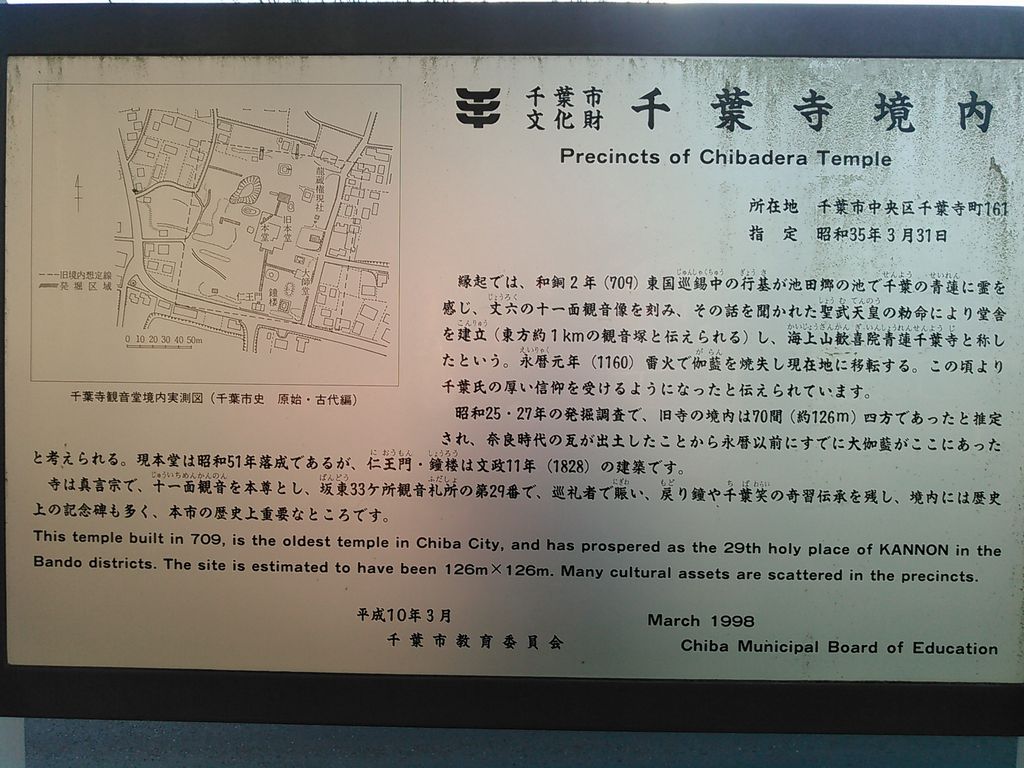 千葉市
文化財
千葉寺境内
Precincts of Chibadera Temple
所在地 千葉市中央区千葉寺町161
指 定 昭和35年3月31日
縁起では、和銅2年(709)東国巡錫中の行基が池田郷の池で千葉の青蓮に霊を
感じ、丈六の十一面観音像を刻み、その話を聞かれた聖武天皇の勅命により堂舎
を建立(東方約1kmの観音塚と伝えられる)し、海上山歓喜院青蓮千葉寺と称し
たという。永暦元年(1160)雷火で伽藍を焼失し現在地に移転する。この頃より
千葉氏の厚い信仰を受けるようになったと伝えられています。
昭和25・27年の発掘調査で、旧寺の境内は70間(約126m)四方であったと推定
され、奈良時代の瓦が出土したことから永暦以前にすでに大伽藍がここにあった
と考えられる。現本堂は昭和51年落成であるが、仁王門・鐘楼は文政11年(1828)の建築です。
寺は真言宗で、十一面観音を本尊とし、坂東33ケ所観音札所の第29番で、巡礼者で賑い、戻り鐘や千葉笑の奇習伝承を残し、境内には歴史
上の記念碑も多く、本市の歴史上重要なところです。
This temple built in 709, is the oldest temple in Chiba City, and has prospered as the 29th holy place of KANNON in the
Bando districts. The site is estimated to have been 126m×126m. Many cultural assets are scattered in the precincts.
平成10年3月
千葉市教育委員会
March 1998
Chiba Municipal Board of Education
龍蔵権現社
旧本堂
本堂
大師堂
鐘楼
仁王門
旧境内想定線
発掘区域
0 10 20 30 40 50m
千葉寺観音堂境内実測図(千葉市史 原始・古代編)